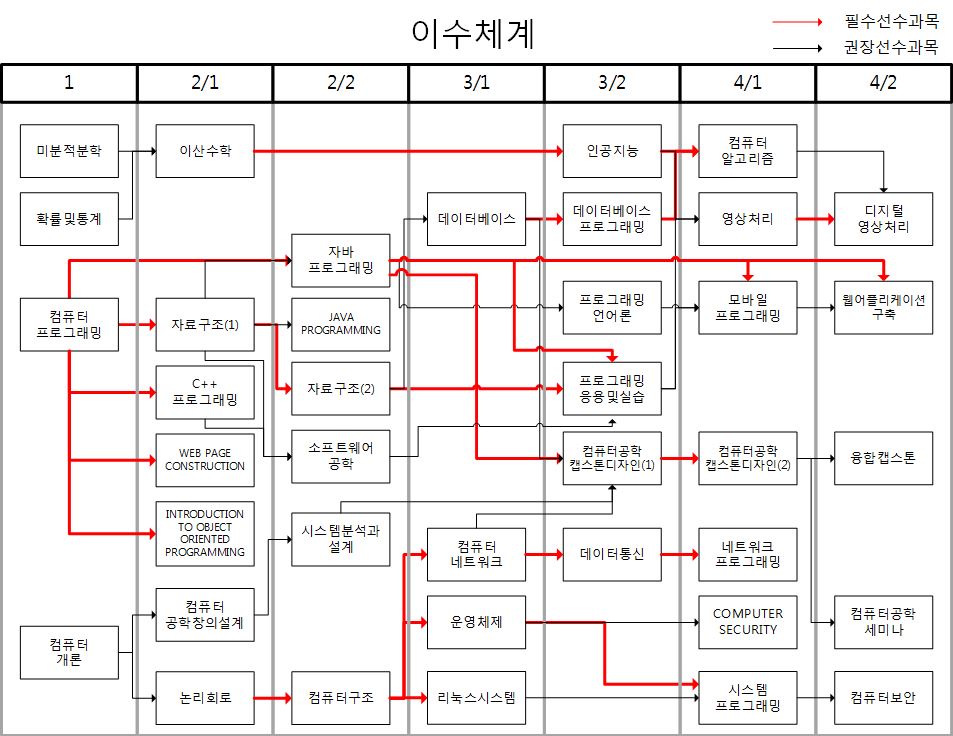 이수체계
필수선수과목
권장선수과목
1
2/1
2/2
3/1
3/2
4/1
4/2
미분적분학
이산수학
인공지능
컴퓨터
알고리즘
확률및통계
데이터베이스
데이터베이스
프로그래밍
영상처리
디지털
영상처리
자바
프로그래밍
컴퓨터
프로그래밍
자료구조(1)
JAVA
PROGRAMMING
프로그래밍
언어론
모바일
프로그래밍
웹어플리케이션
구축
C++
프로그래밍
자료구조(2)
프로그래밍
응용및실습
WEB PAGE
CONSTRUCTION
소프트웨어
공학
컴퓨터공학
캡스톤디자인(1)
컴퓨터공학
캡스톤디자인(2)
융합캡스톤
INTRODUCTION
TO OBJECT
ORIENTED
PROGRAMMING
시스템분석과
설계
컴퓨터
네트워크
데이터통신
네트워크
프로그래밍
컴퓨터
공학창의설계
운영체제
COMPUTER
SECURITY
컴퓨터공학
세미나
컴퓨터
개론
논리회로
컴퓨터구조
리눅스시스템
시스템
프로그래밍
컴퓨터보안